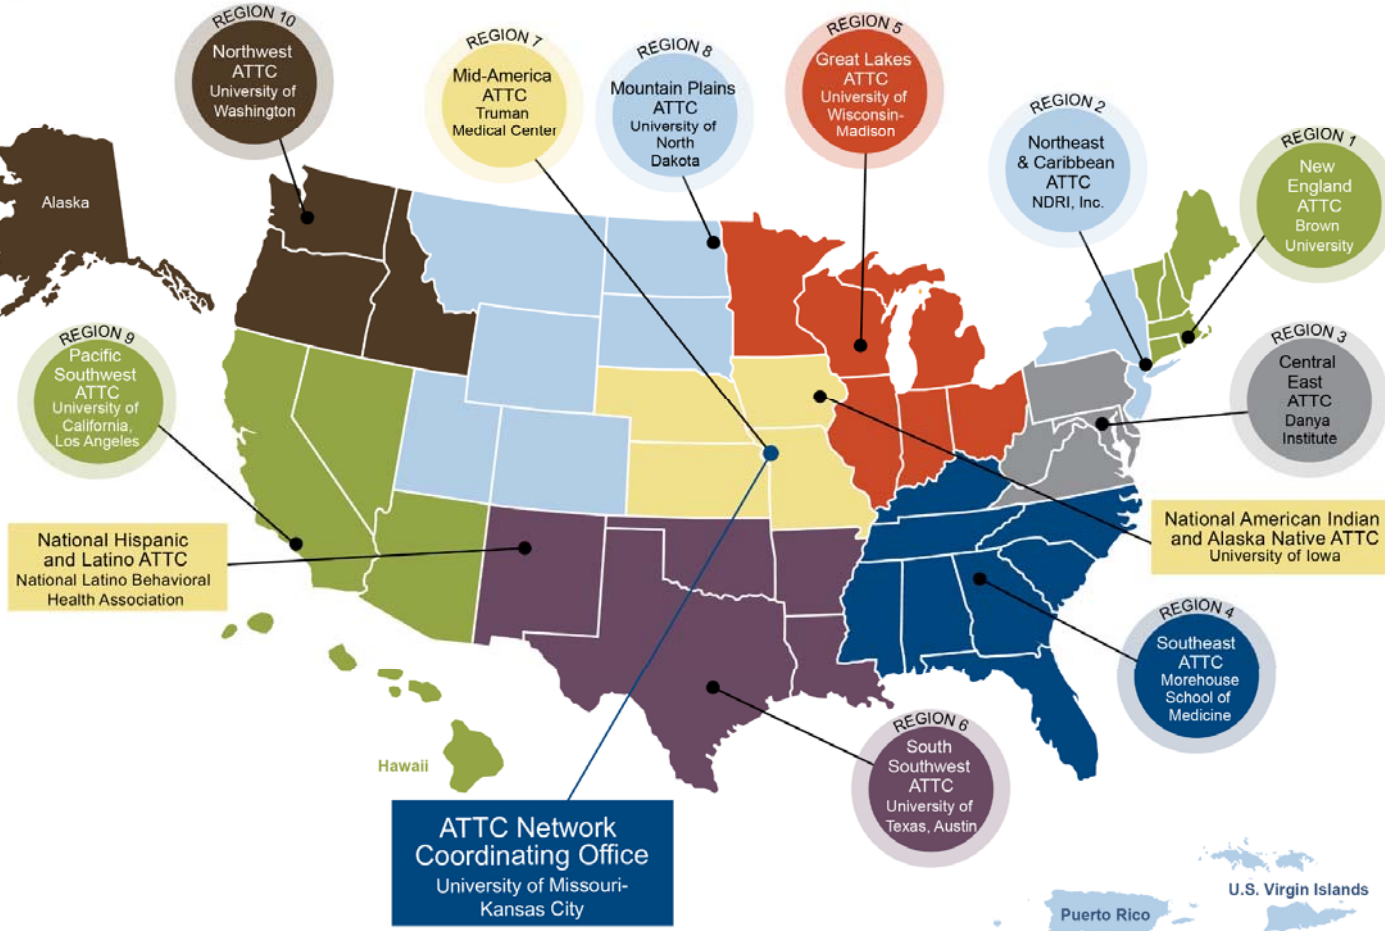 REGION 10
Northwest
ATTC
University of
Washington
REGION 7
Mid-America
ATTC
Truman
Medical Center
REGION 8
Mountain Plains
ATTC
University of
North
Dakota
REGION 5
Great Lakes
ATTC
University of
Wisconsin-
Madison
REGION 2
Northeast
& Caribbean
ATTC
NDRI, Inc.
REGION 1
New
England
ATTC
Brown
University
Alaska
REGION 9
Pacific
Southwest
ATTC
University of
California,
Los Angeles
REGION 3
Central
East
ATTC
Danya
Institute
National Hispanic
and Latino ATTC
National Latino Behavioral
Health Association
National American Indian
and Alaska Native ATTC
University of Iowa
REGION 4
Southeast
ATTC
Morehouse
School of
Medicine
REGION 6
South
Southwest
ATTC
University of
Texas, Austin
Hawaii
ATTC Network
Coordinating Office
University of Missouri-
Kansas City
U.S. Virgin Islands
Puerto Rico